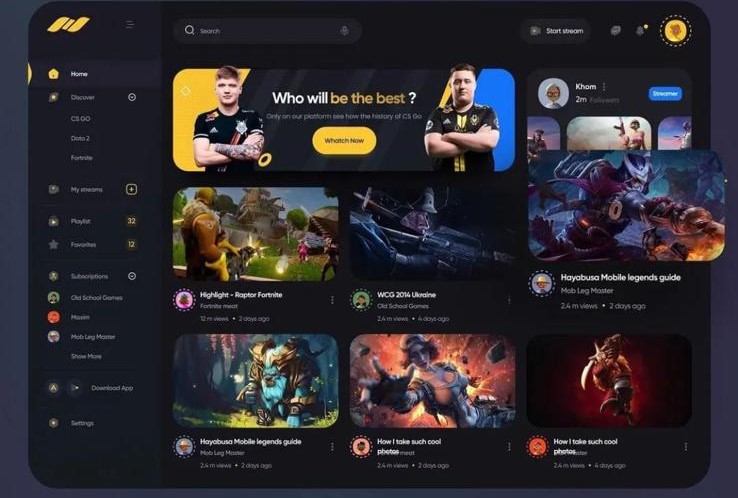 Search
Start stream
Home
Discover
CS GO
Dota 2
Fortnite
My streams
Playlist
32
Favorites
12
Subscriptions
Old School Games
Maxim
Mob Leg Master
Show More
Download App
Settings
Who will be the best ?
Only on our platform see how the history of CS Go
Whatch Now
Khom
2m Followers
Streamer
Highlight - Raptor Fortnite
Fortnite meat
12 m views • 2 days ago
WCG 2014 Ukraine
Old School Games
2.4 m views • 4 days ago
Hayabusa Mobile legends guide
Mob Leg Master
2.4 m views • 2 days ago
Hayabusa Mobile legends guide
Mob Leg Master
2.4 m views • 2 days ago
How I take such cool
photos
meat
2.4 m views • 2 days ago
How I take such cool
photos
2.4 m views • 4 days ago